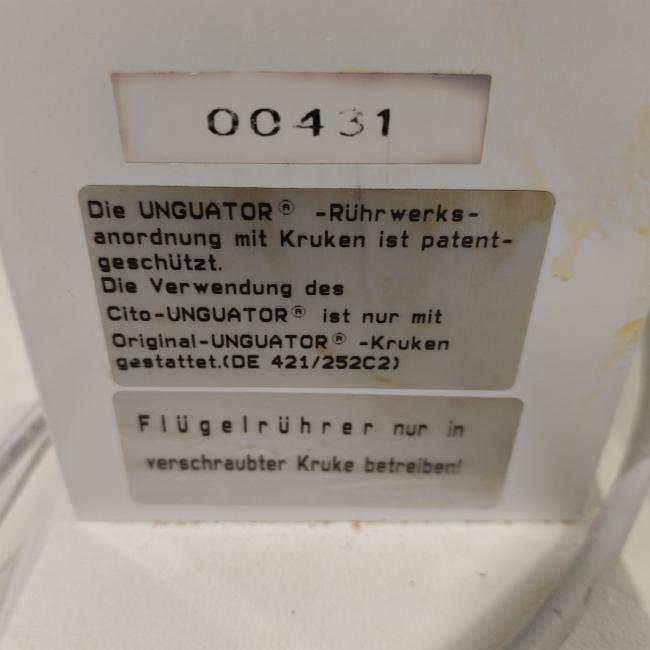 00431
Die UNGUATOR® -Rührwerks-
anordnung mit Kruken ist patent-
geschützt.
Die Verwendung des
Cito-UNGUATOR® ist nur mit
Original-UNGUATOR® -Kruken
gestattet.(DE 421/252C2)
Flügelrührer nur in
verschraubter Kruke betreiben!